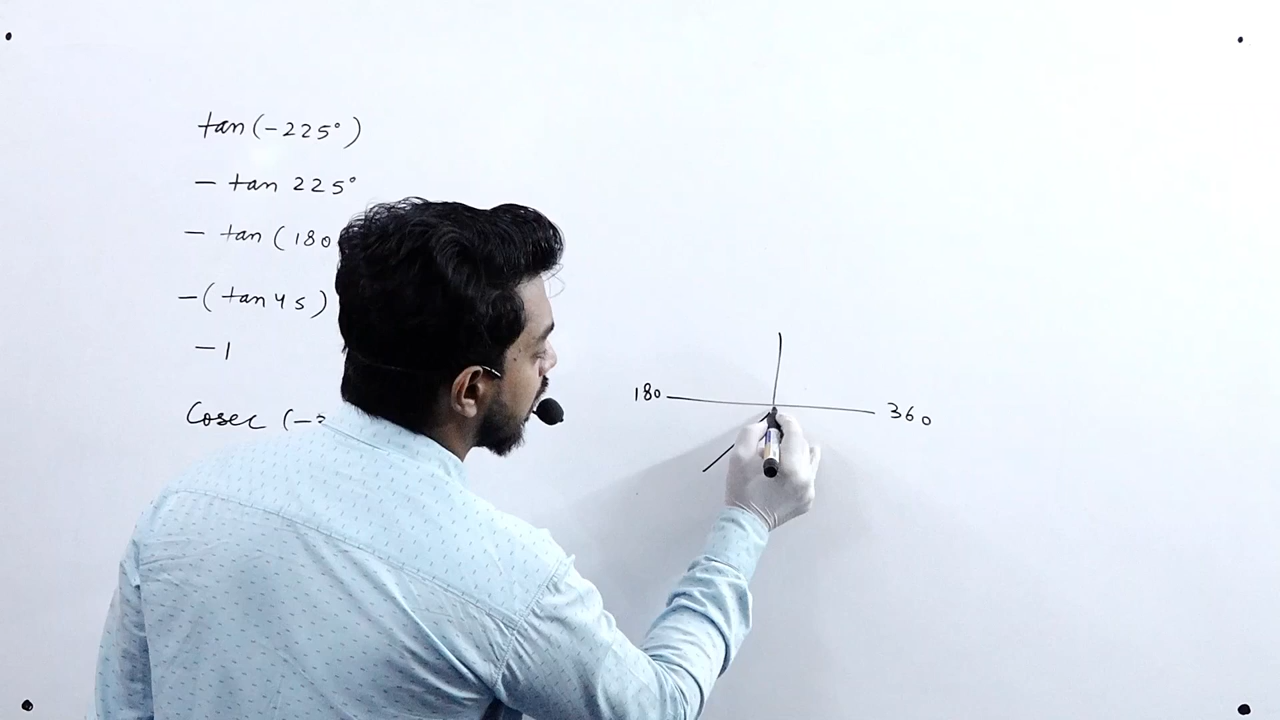 tan (-225°)
- tan 225°
- tan (180
- (tan 45)
-1
Cosec (-
180
360